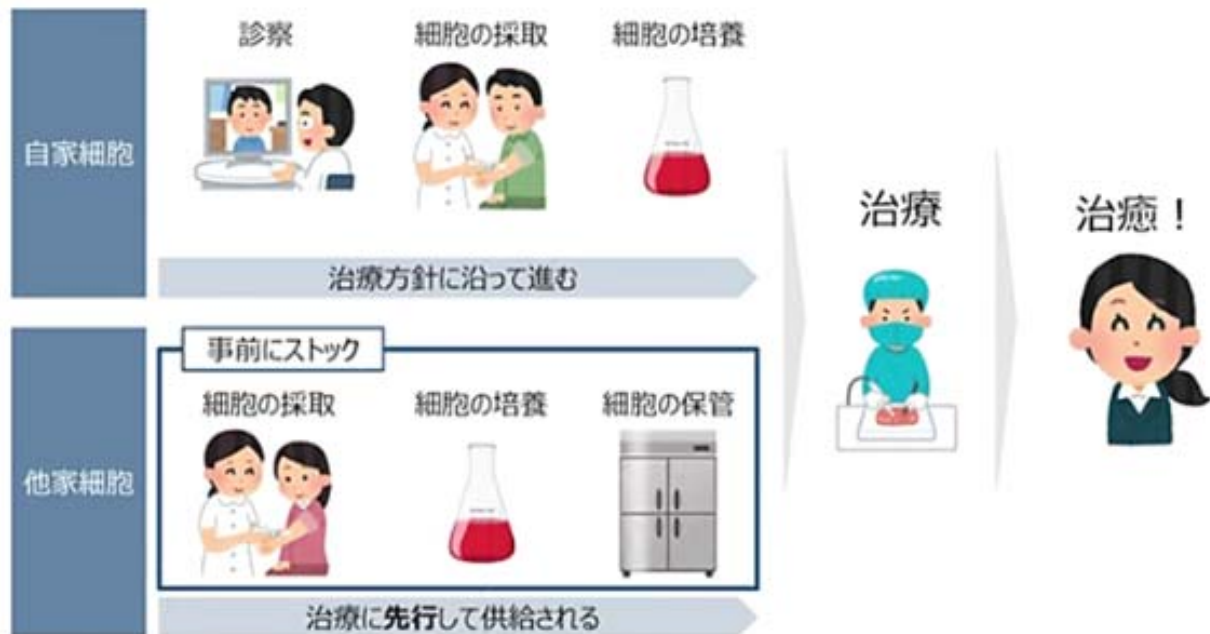 自家細胞
診察
細胞の採取
細胞の培養
治療方針に沿って進む
他家細胞
事前にストック
細胞の採取
細胞の培養
細胞の保管
治療に先行して供給される
治療
治癒！